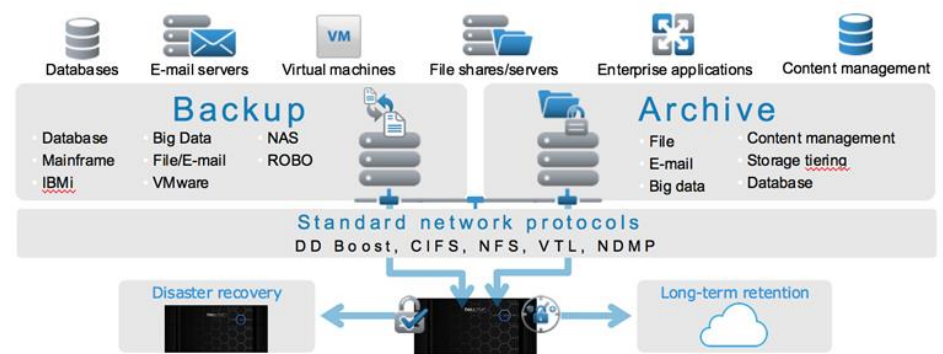 VM
Databases
E-mail servers
Virtual machines
File shares/servers
Enterprise applications
Content management
Backup
Database
Mainframe
IBMi
Big Data
File/E-mail
VMware
NAS
ROBO
Archive
File
E-mail
Big data
Content management
Storage tiering
Database
Standard network protocols
DD Boost, CIFS, NFS, VTL, NDMP
Disaster recovery
Long-term retention